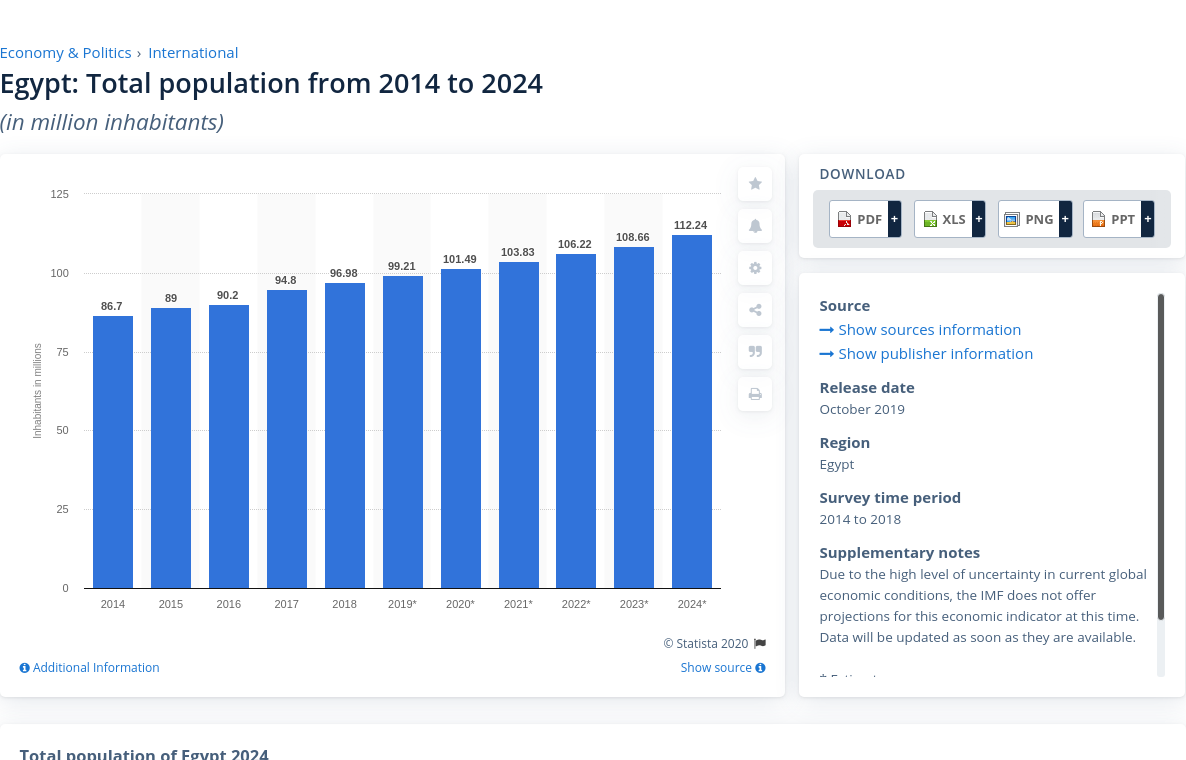 Economy & Politics › International
Egypt: Total population from 2014 to 2024
(in million inhabitants)
125
100
75
50
25
0
Inhabitants in millions
86.7
89
90.2
94.8
96.98
99.21
101.49
103.83
106.22
108.66
112.24
2014 2015 2016 2017 2018 2019* 2020* 2021* 2022* 2023* 2024*
© Statista 2020
Additional Information
Show source
DOWNLOAD
PDF + XLS + PNG + PPT +
Source
Show sources information
Show publisher information
Release date
October 2019
Region
Egypt
Survey time period
2014 to 2018
Supplementary notes
Due to the high level of uncertainty in current global
economic conditions, the IMF does not offer
projections for this economic indicator at this time.
Data will be updated as soon as they are available.
Total population of Egypt 2024